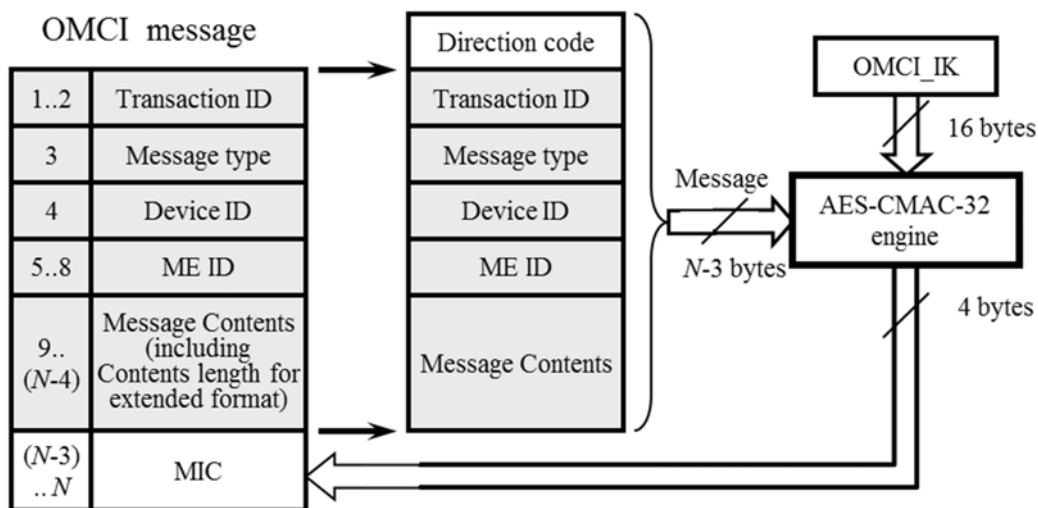 OMCI message
1..2 Transaction ID
3 Message type
4 Device ID
5..8 ME ID
9..
(N-4)
Message Contents
(including
Contents length for
extended format)
(N-3)
.. N
MIC
Direction code
Transaction ID
Message type
Device ID
ME ID
Message Contents
Message
N-3 bytes
OMCI_IK
16 bytes
AES-CMAC-32
engine
4 bytes